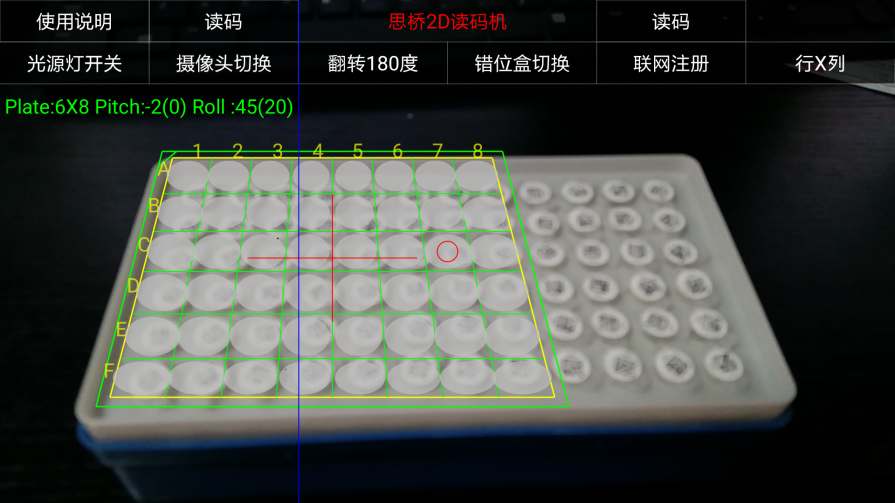 使用说明 读码 思桥2D读码机 读码
光源灯开关 摄像头切换 翻转180度 错位盒切换 联网注册 行X列
Plate:6X8 Pitch:-2(0) Roll :45(20)
1 2 3 4 5 6 7 8
A
B
C
D
E
F